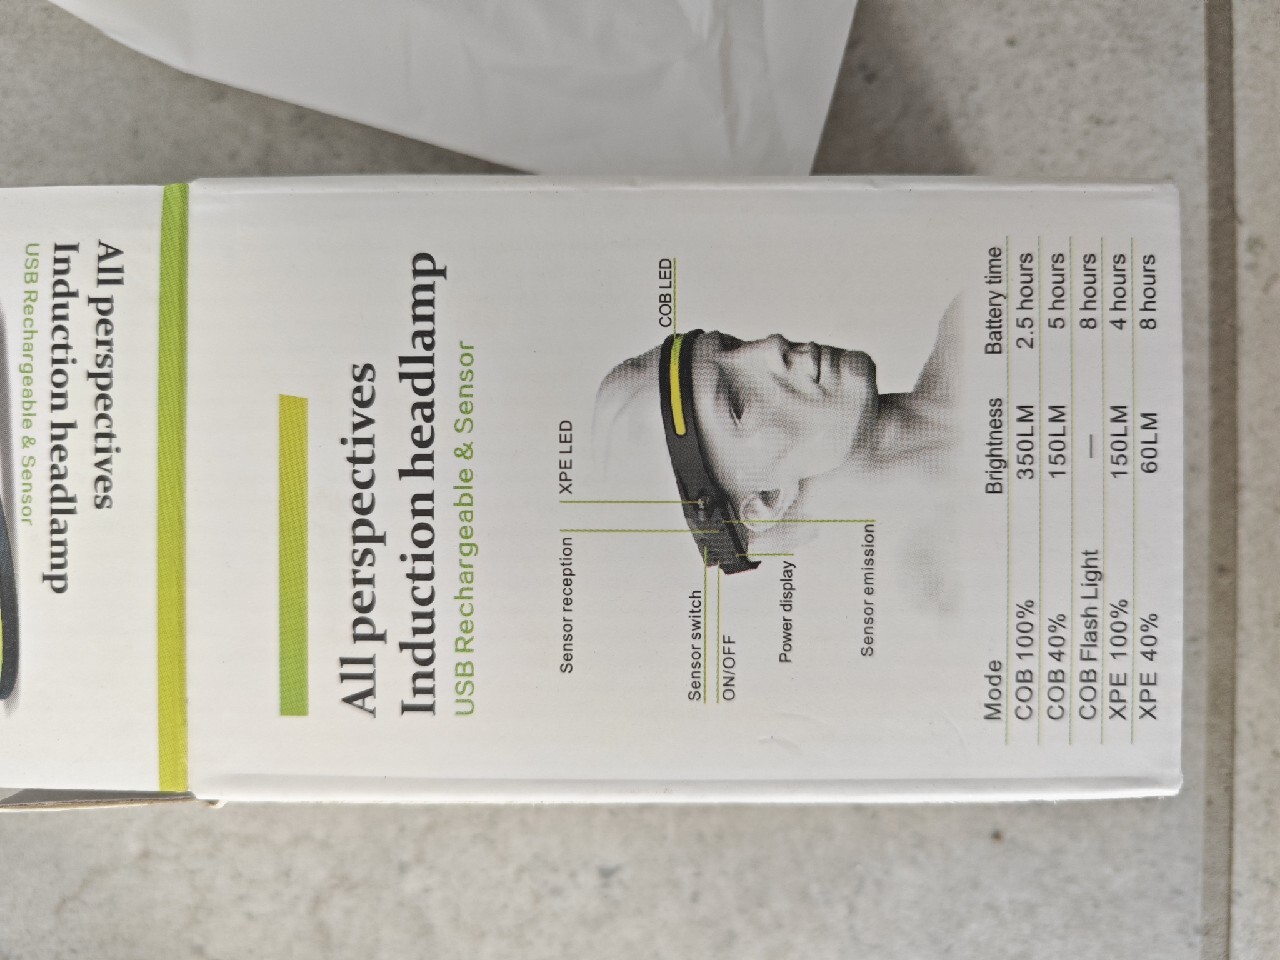 All perspectives
Induction headlamp
USB Rechargeable & Sensor
All perspectives
Induction headlamp
USB Rechargeable & Sensor
Sensor reception
XPE LED
COB LED
Sensor switch
ON/OFF
Power display
Sensor emission
Mode Brightness Battery time
COB 100% 350LM 2.5 hours
COB 40% 150LM 5 hours
COB Flash Light — 8 hours
XPE 100% 150LM 4 hours
XPE 40% 60LM 8 hours